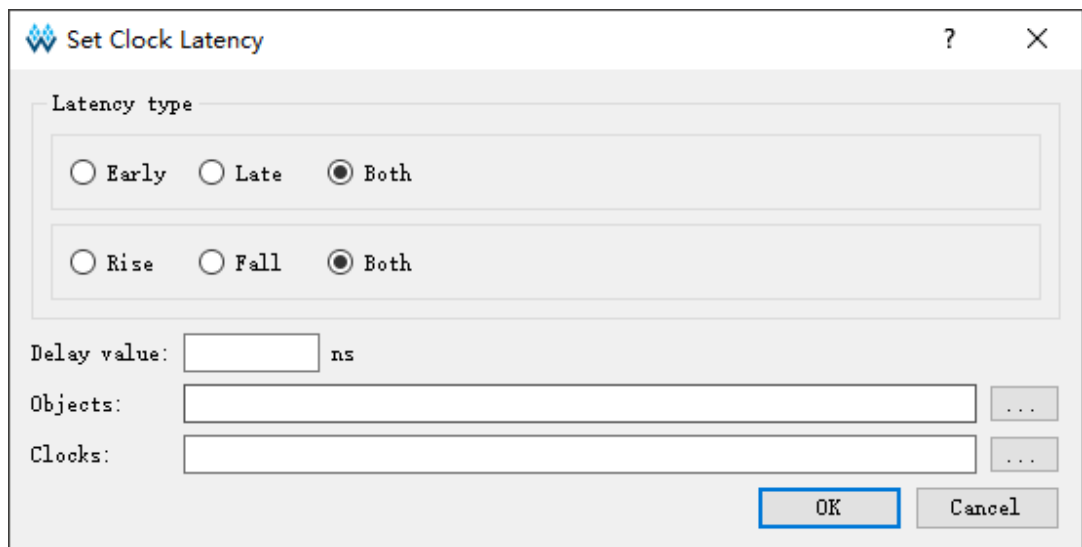 Set Clock Latency ?
Latency type
Early Late Both
Rise Fall Both
Delay value: ns
Objects: ...
Clocks: ...
OK Cancel